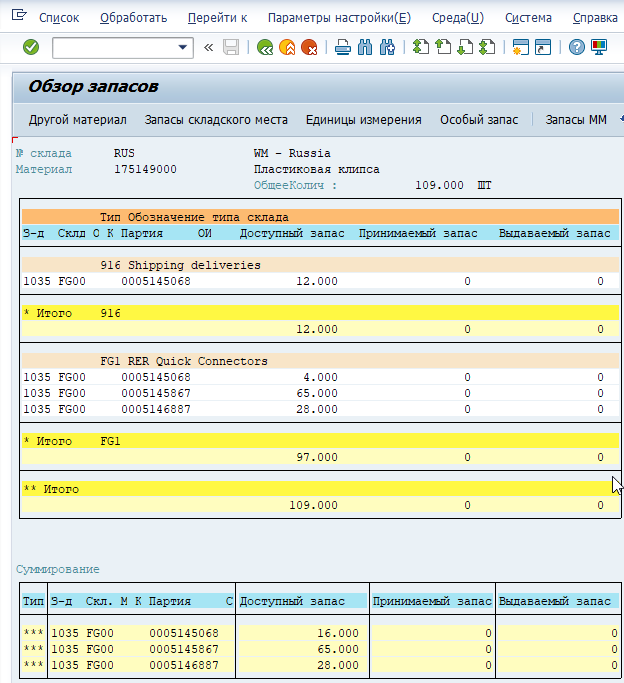 Список Обработать Перейти к Параметры настройки(E) Среда(U) Система Справка
Обзор запасов
Другой материал Запасы складского места Единицы измерения Особый запас Запасы ММ
№ склада RUS WM - Russia
Материал 175149000 Пластиковая клипса
ОбщееКолич : 109.000 ШТ
Тип Обозначение типа склада
З-д Склд О К Партия ОИ Доступный запас Принимаемый запас Выдаваемый запас
916 Shipping deliveries
1035 FG00 0005145068 12.000 0 0
* Итого 916
12.000 0 0
FG1 RER Quick Connectors
1035 FG00 0005145068 4.000 0 0
1035 FG00 0005145867 65.000 0 0
1035 FG00 0005146887 28.000 0 0
* Итого FG1
97.000 0 0
** Итого
109.000 0 0
Суммирование
Тип З-д Скл. М К Партия С Доступный запас Принимаемый запас Выдаваемый запас
*** 1035 FG00 0005145068 16.000 0 0
*** 1035 FG00 0005145867 65.000 0 0
*** 1035 FG00 0005146887 28.000 0 0